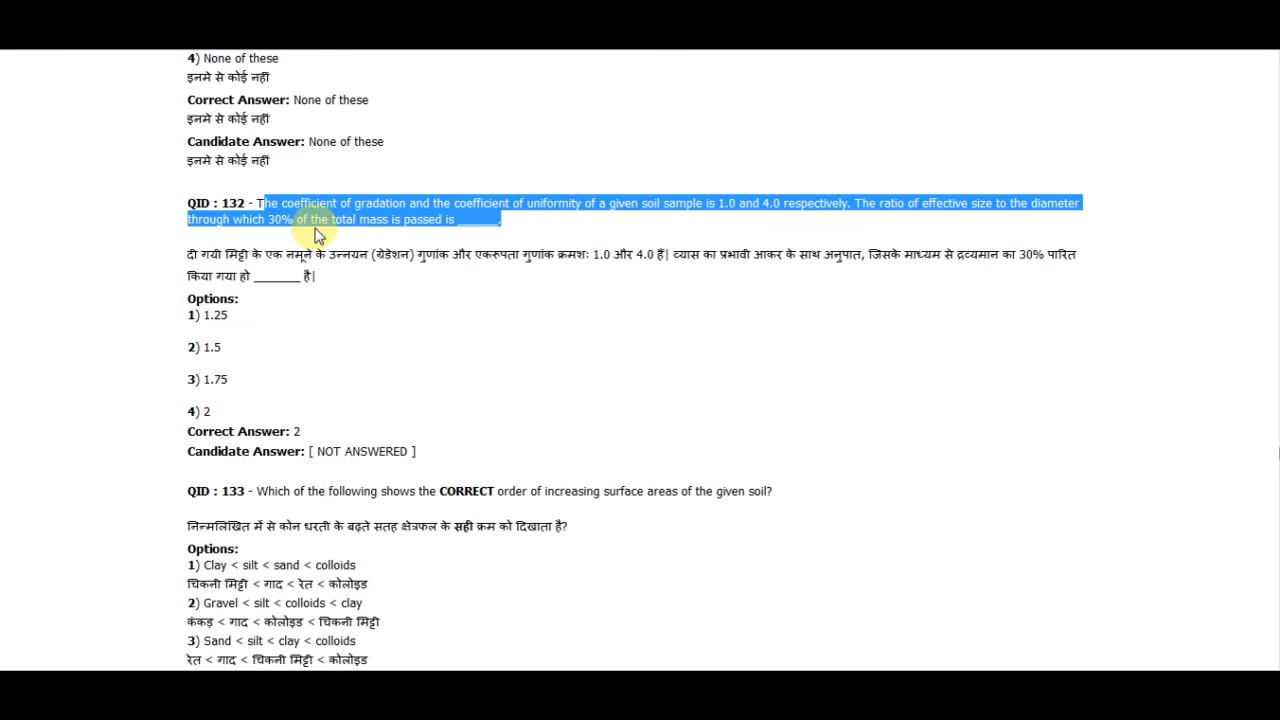 4) None of these
इनमे से कोई नहीं
Correct Answer: None of these
इनमे से कोई नहीं
Candidate Answer: None of these
इनमे से कोई नहीं
QID : 132 - The coefficient of gradation and the coefficient of uniformity of a given soil sample is 1.0 and 4.0 respectively. The ratio of effective size to the diameter
through which 30% of the total mass is passed is ______.
दी गयी मिट्टी के एक नमूने के उन्नयन (ग्रेडेशन) गुणांक और एकरुपता गुणांक क्रमशः 1.0 और 4.0 हैं| व्यास का प्रभावी आकर के साथ अनुपात, जिसके माध्यम से द्रव्यमान का 30% पारित
किया गया हो _______ है|
Options:
1) 1.25
2) 1.5
3) 1.75
4) 2
Correct Answer: 2
Candidate Answer: [ NOT ANSWERED ]
QID : 133 - Which of the following shows the CORRECT order of increasing surface areas of the given soil?
निन्मलिखित में से कोन धरती के बढ़ते सतह क्षेत्रफल के सही क्रम को दिखाता है?
Options:
1) Clay < silt < sand < colloids
चिकनी मिट्टी < गाद < रेत < कोलोइड
2) Gravel < silt < colloids < clay
कंकड़ < गाद < कोलोइड < चिकनी मिट्टी
3) Sand < silt < clay < colloids
रेत < गाद < चिकनी मिट्टी < कोलोइड